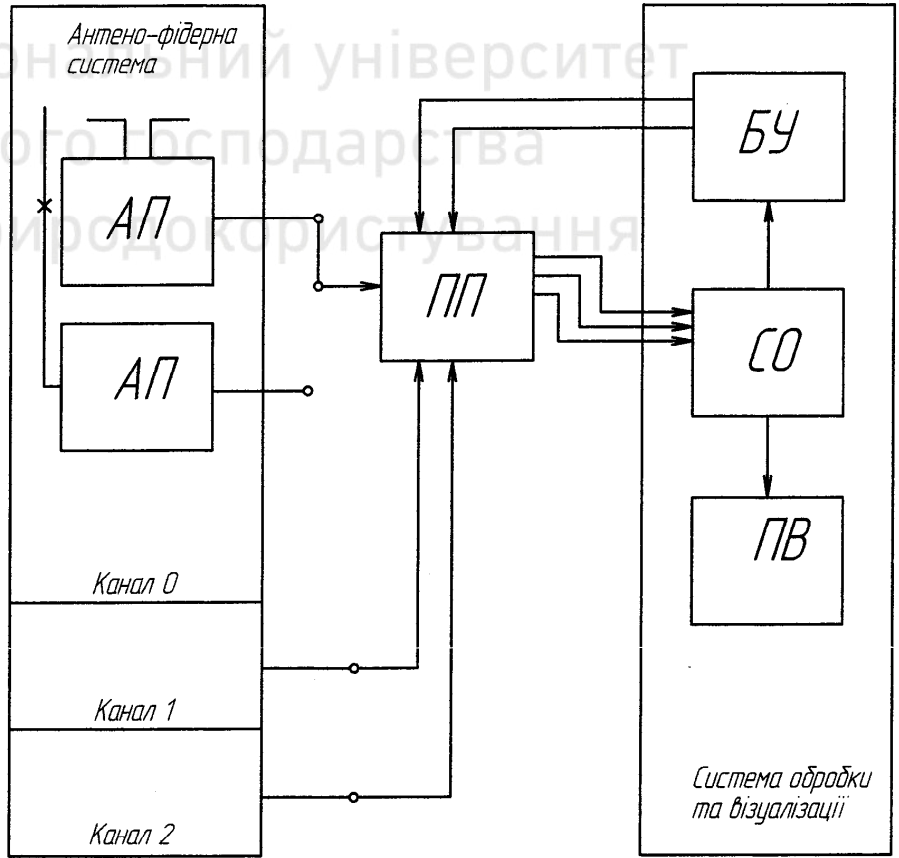 Антено-фідерна
система
ональний університет
ого господарства
риродокористування
АП
АП
Канал 0
Канал 1
Канал 2
ПП
БУ
СО
ПВ
Система обробки
та візуалізації